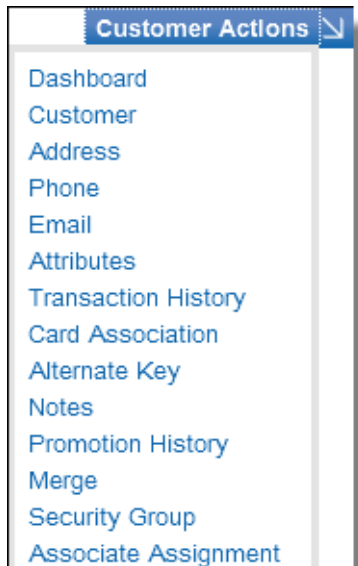 Customer Actions
Dashboard
Customer
Address
Phone
Email
Attributes
Transaction History
Card Association
Alternate Key
Notes
Promotion History
Merge
Security Group
Associate Assignment